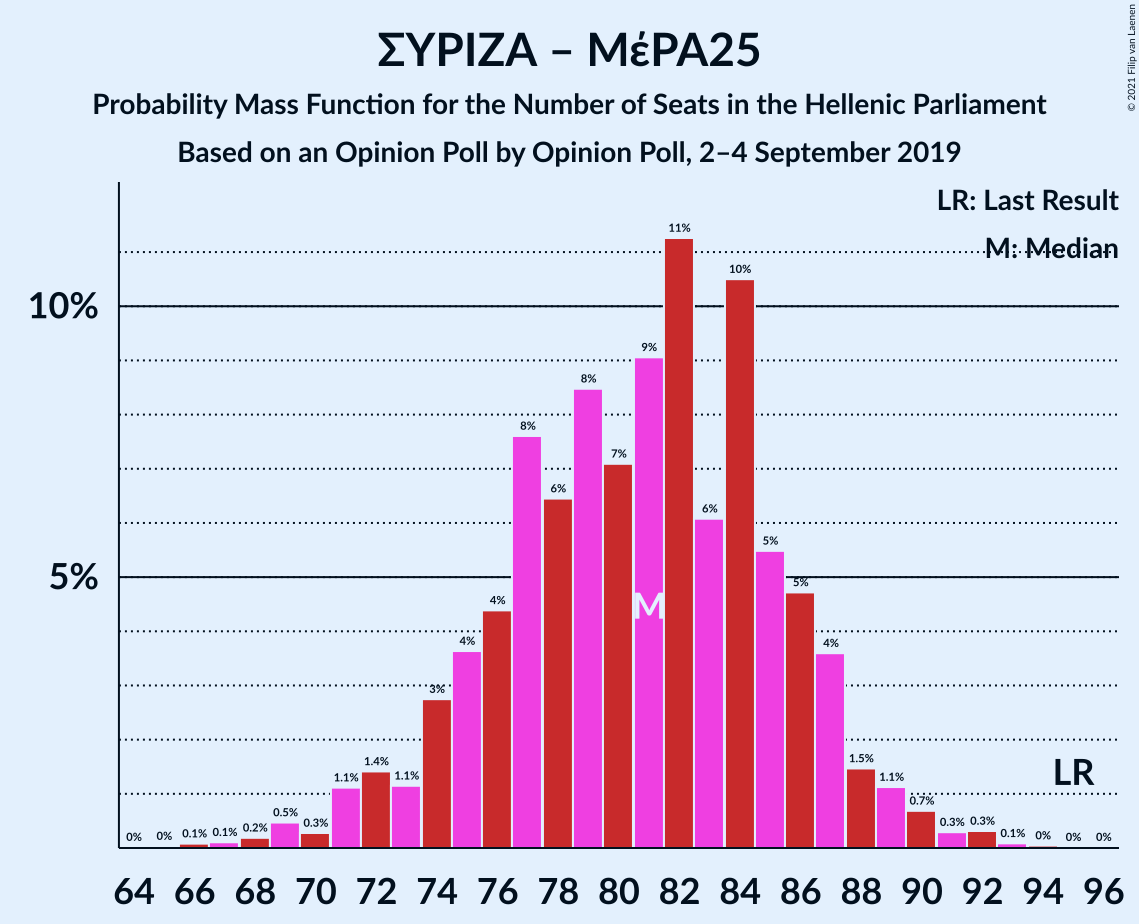 ΣΥΡΙΖΑ – ΜέΡΑ25
Probability Mass Function for the Number of Seats in the Hellenic Parliament
Based on an Opinion Poll by Opinion Poll, 2–4 September 2019
© 2021 Filip van Laenen
LR: Last Result
M: Median
10%
5%
0% 0% 0.1% 0.1% 0.2% 0.5% 0.3% 1.1% 1.4% 1.1% 3% 4% 4% 8% 6% 8% 7% 9% 11% 6% 10% 5% 5% 4% 1.5% 1.1% 0.7% 0.3% 0.3% 0.1% 0% 0% 0%
M
LR
64 66 68 70 72 74 76 78 80 82 84 86 88 90 92 94 96